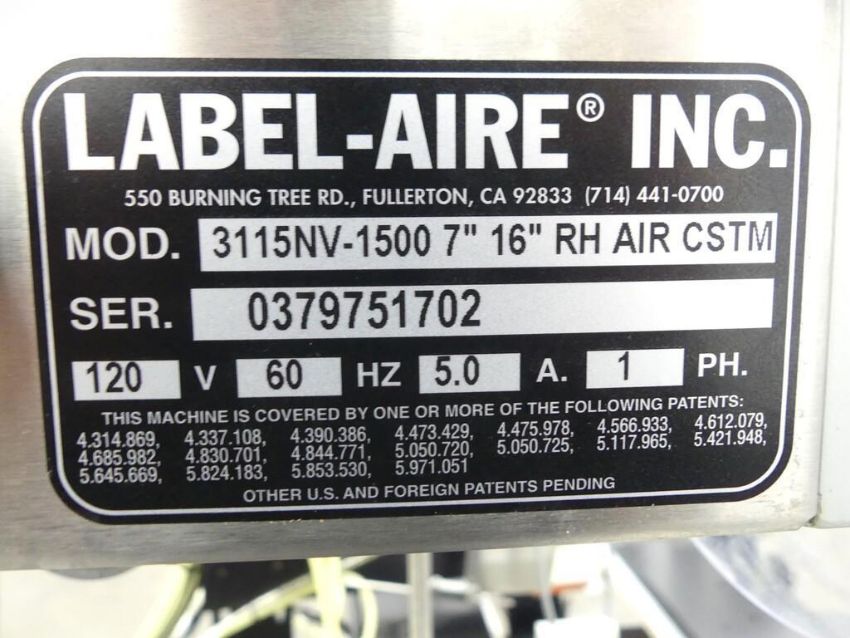 LABEL-AIRE® INC.
550 BURNING TREE RD., FULLERTON, CA 92833 (714) 441-0700
MOD. 3115NV-1500 7" 16" RH AIR CSTM
SER. 0379751702
120 V 60 HZ 5.0 A. 1 PH.
THIS MACHINE IS COVERED BY ONE OR MORE OF THE FOLLOWING PATENTS:
4.314.869, 4.337.108, 4.390.386, 4.473.429, 4.475.978, 4.566.933, 4.612.079,
4.685.982, 4.830.701, 4.844.771, 5.050.720, 5.050.725, 5.117.965, 5.421.948,
5.645.669, 5.824.183, 5.853.530, 5.971.051
OTHER U.S. AND FOREIGN PATENTS PENDING